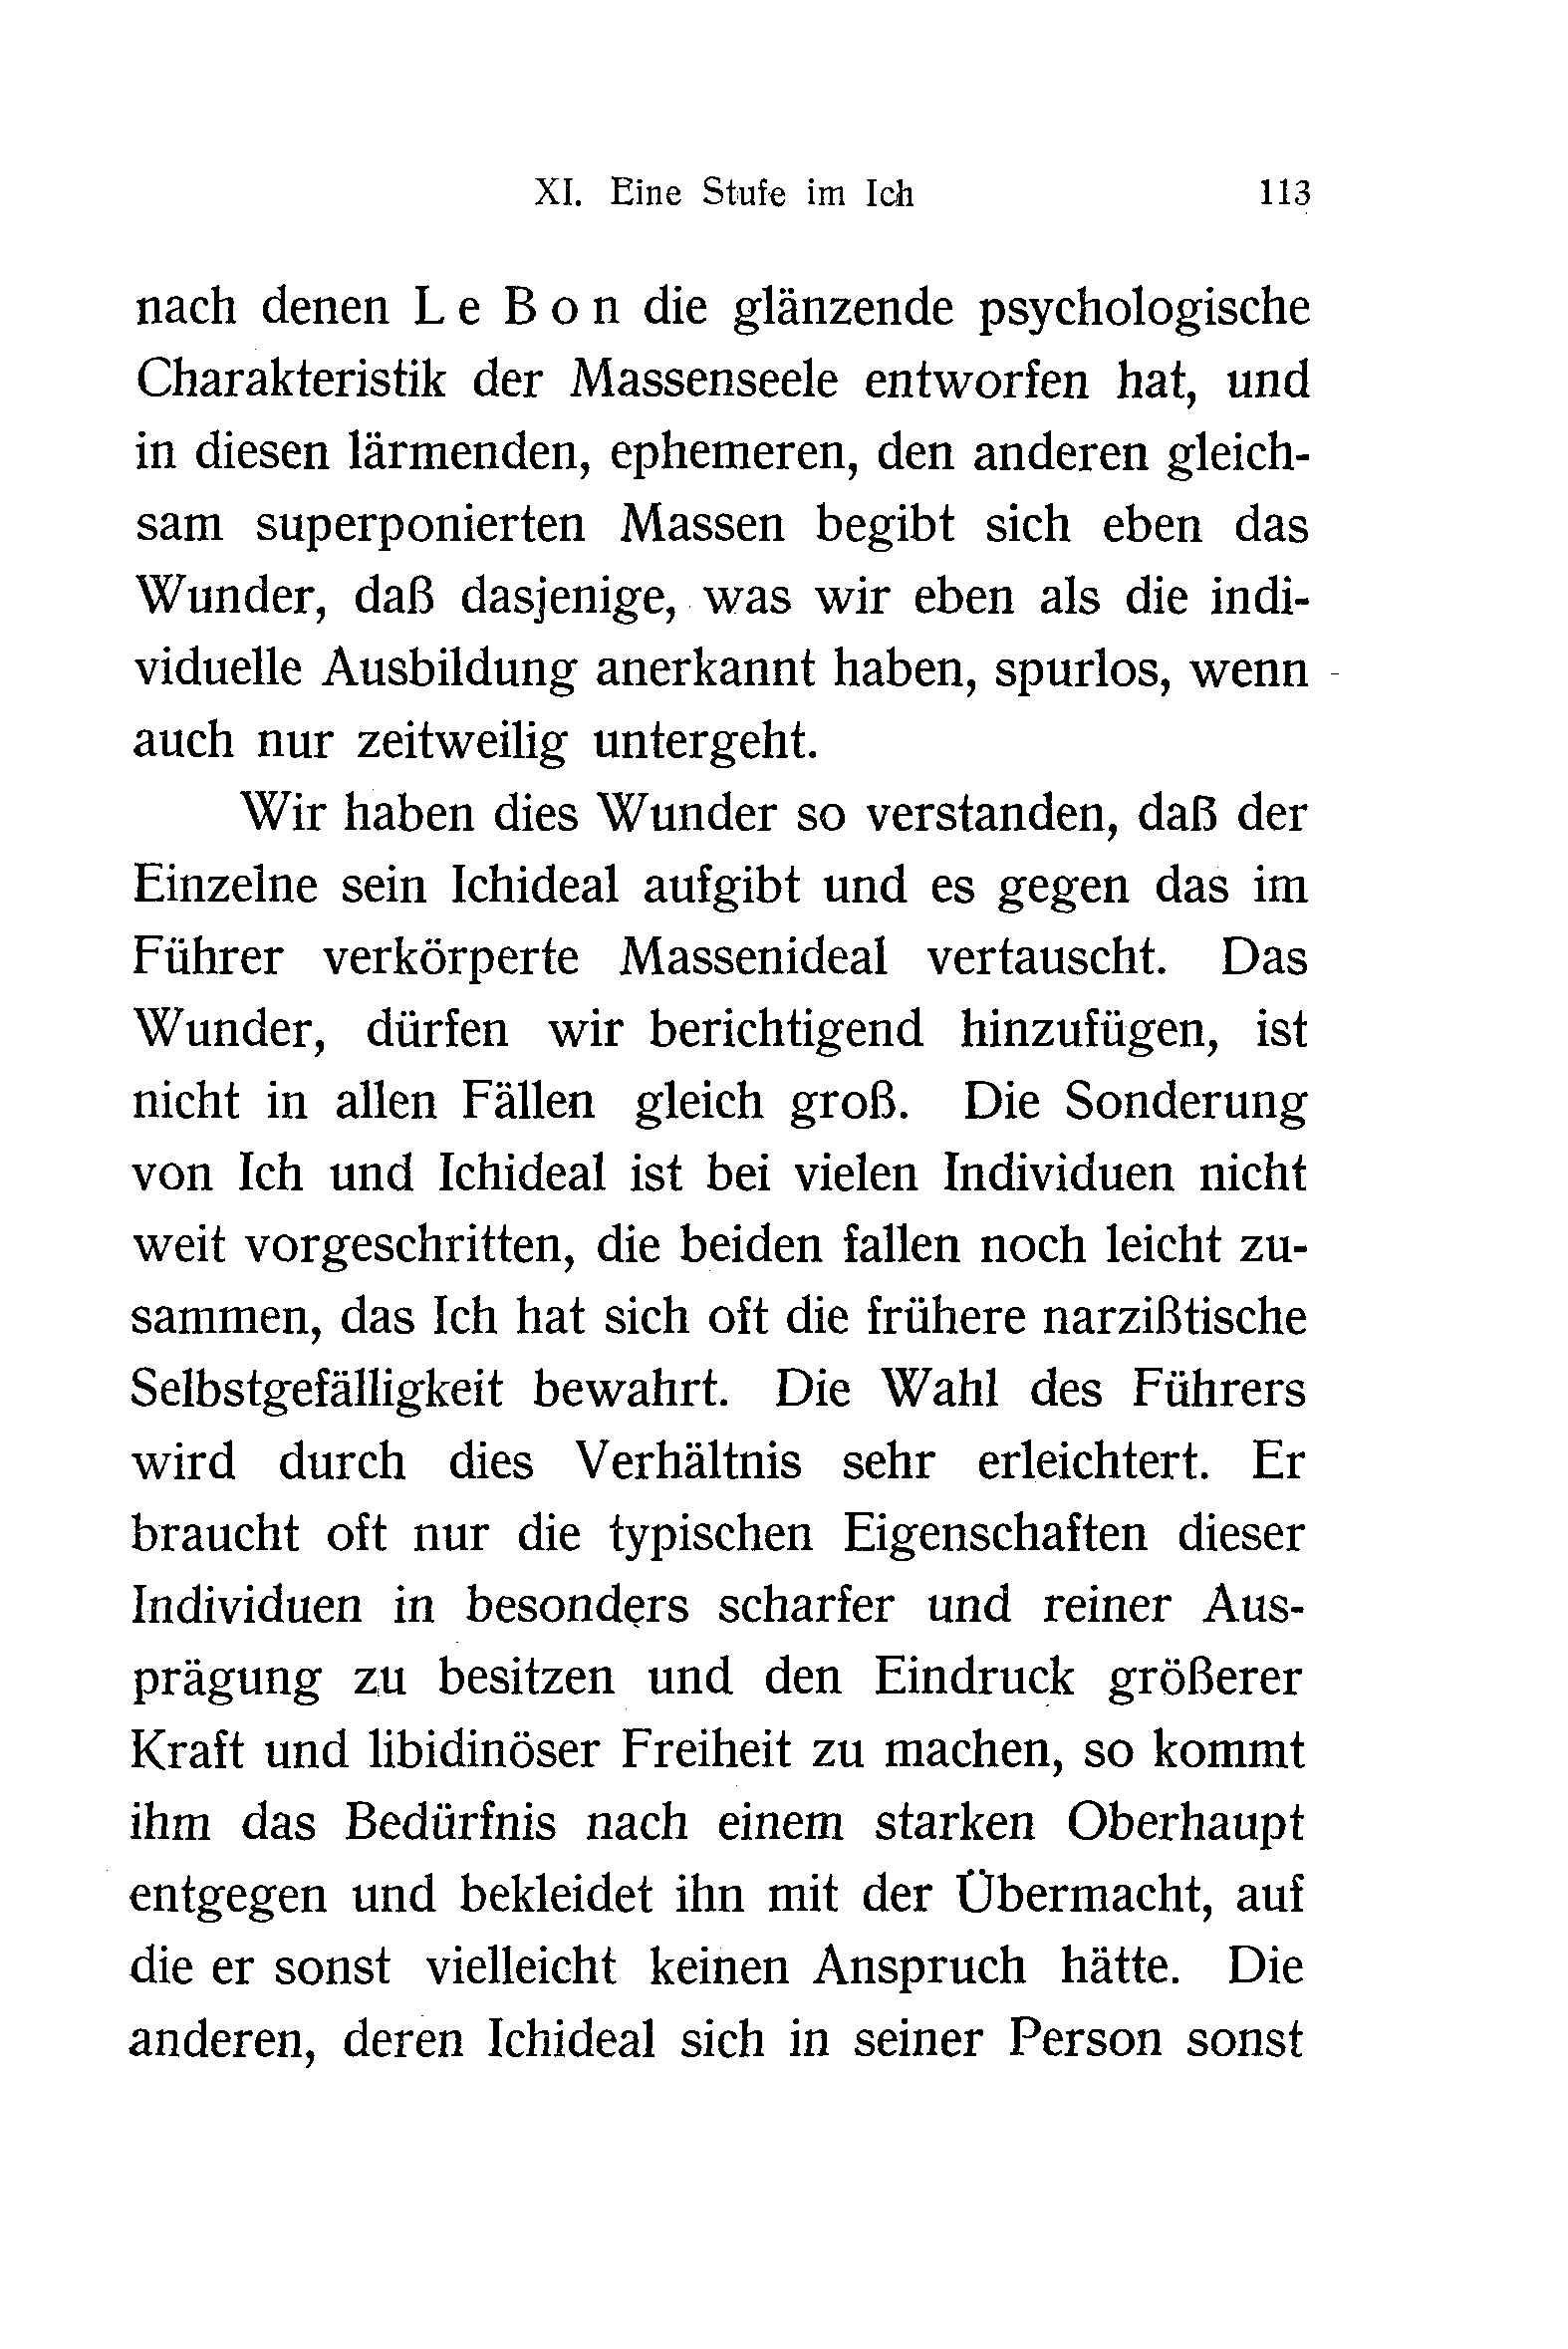 XI. Eine Stufe im Ich 113
nach denen Le Bon die glänzende psychologische
Charakteristik der Massenseele entworfen hat, und
in diesen lärmenden, ephemeren, den anderen gleich-
sam superponierten Massen begibt sich eben das
Wunder, daß dasjenige, was wir eben als die indi-
viduelle Ausbildung anerkannt haben, spurlos, wenn
auch nur zeitweilig untergeht.
Wir haben dies Wunder so verstanden, daß der
Einzelne sein Ichideal aufgibt und es gegen das im
Führer verkörperte Massenideal vertauscht. Das
Wunder, dürfen wir berichtigend hinzufügen, ist
nicht in allen Fällen gleich groß. Die Sonderung
von Ich und Ichideal ist bei vielen Individuen nicht
weit vorgeschritten, die beiden fallen noch leicht zu-
sammen, das Ich hat sich oft die frühere narzißtische
Selbstgefälligkeit bewahrt. Die Wahl des Führers
wird durch dies Verhältnis sehr erleichtert. Er
braucht oft nur die typischen Eigenschaften dieser
Individuen in besonders scharfer und reiner Aus-
prägung zu besitzen und den Eindruck größerer
Kraft und libidinöser Freiheit zu machen, so kommt
ihm das Bedürfnis nach einem starken Oberhaupt
entgegen und bekleidet ihn mit der Übermacht, auf
die er sonst vielleicht keinen Anspruch hätte. Die
anderen, deren Ichideal sich in seiner Person sonst